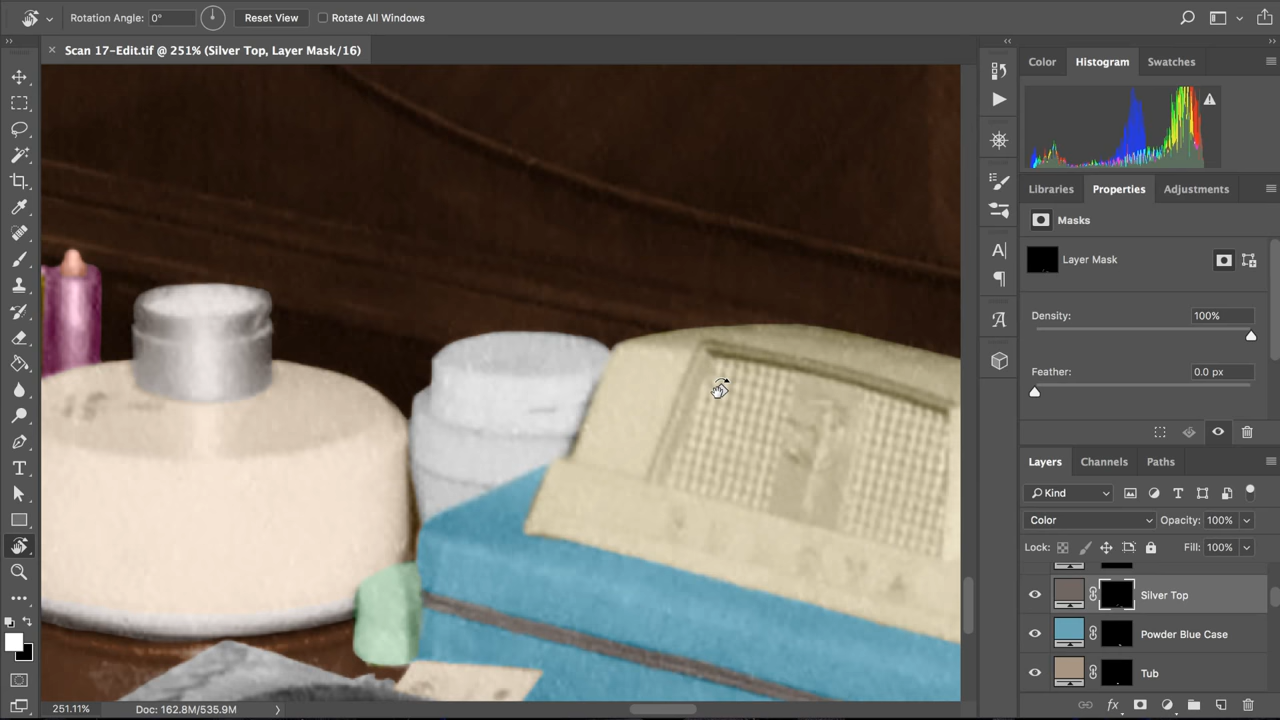 Rotation Angle: 0° Reset View Rotate All Windows
Scan 17-Edit.tif @ 251% (Silver Top, Layer Mask/16)
Color Histogram Swatches
Libraries Properties Adjustments
Masks
Layer Mask
Density: 100%
Feather: 0.0 px
Layers Channels Paths
Kind
Color Opacity: 100%
Lock: Fill: 100%
Silver Top
Powder Blue Case
Tub
251.11% Doc: 162.8M/535.9M